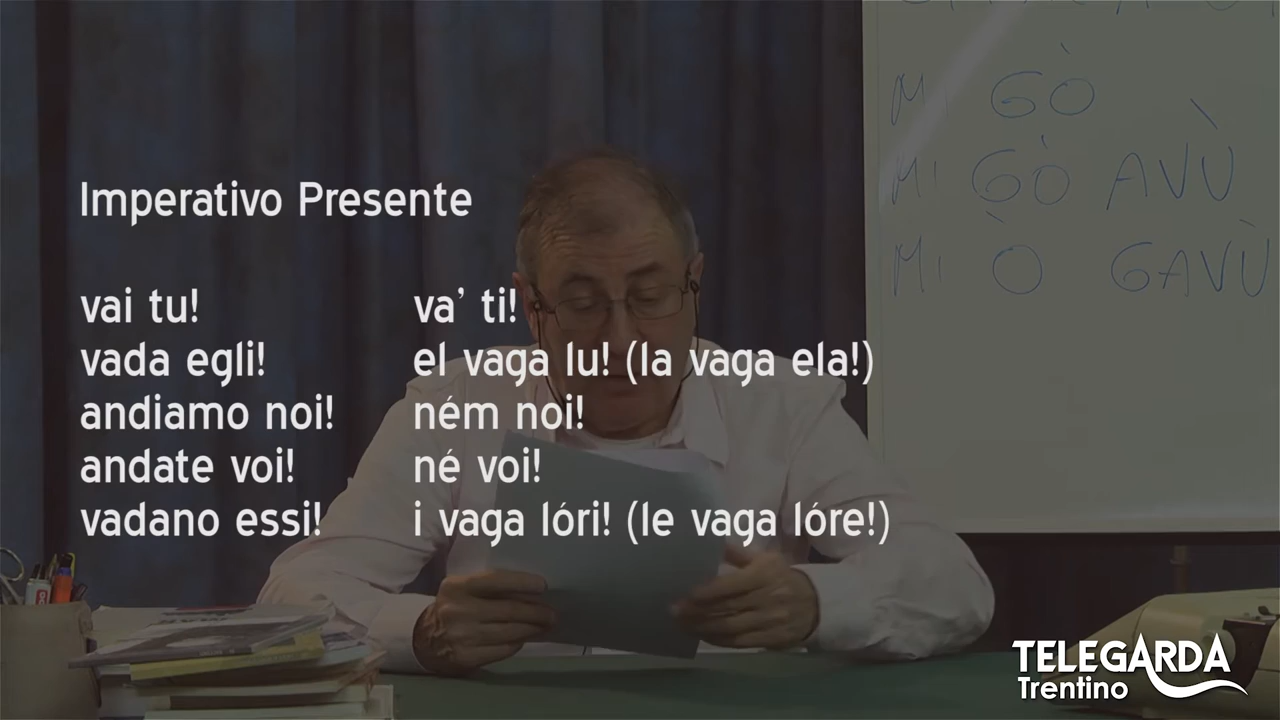 Imperativo Presente
vai tu! va' ti!
vada egli! el vaga lu! (la vaga ela!)
andiamo noi! ném noi!
andate voi! né voi!
vadano essi! i vaga lóri! (le vaga lóre!)
MI GÒ
MI GÒ AVÙ
MI Ò GAVÙ
TELEGARDA
Trentino